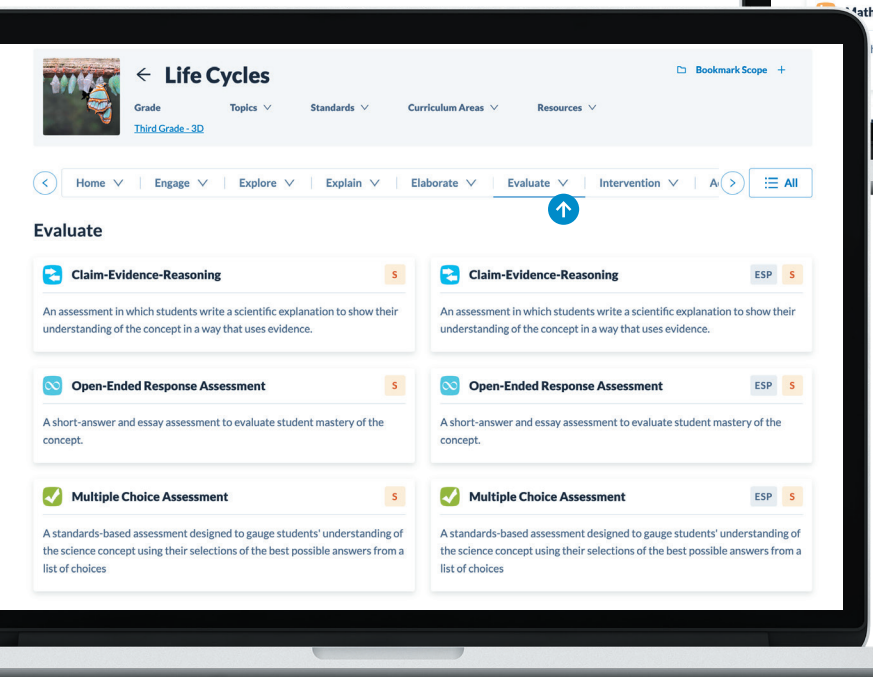 Math
Life Cycles
Bookmark Scope +
Grade Topics Standards Curriculum Areas Resources
Third Grade - 3D
Home Engage Explore Explain Elaborate Evaluate Intervention All
Evaluate
Claim-Evidence-Reasoning S
An assessment in which students write a scientific explanation to show their
understanding of the concept in a way that uses evidence.
Claim-Evidence-Reasoning ESP S
An assessment in which students write a scientific explanation to show their
understanding of the concept in a way that uses evidence.
Open-Ended Response Assessment S
A short-answer and essay assessment to evaluate student mastery of the
concept.
Open-Ended Response Assessment ESP S
A short-answer and essay assessment to evaluate student mastery of the
concept.
Multiple Choice Assessment S
A standards-based assessment designed to gauge students' understanding of
the science concept using their selections of the best possible answers from a
list of choices
Multiple Choice Assessment ESP S
A standards-based assessment designed to gauge students' understanding of
the science concept using their selections of the best possible answers from a
list of choices